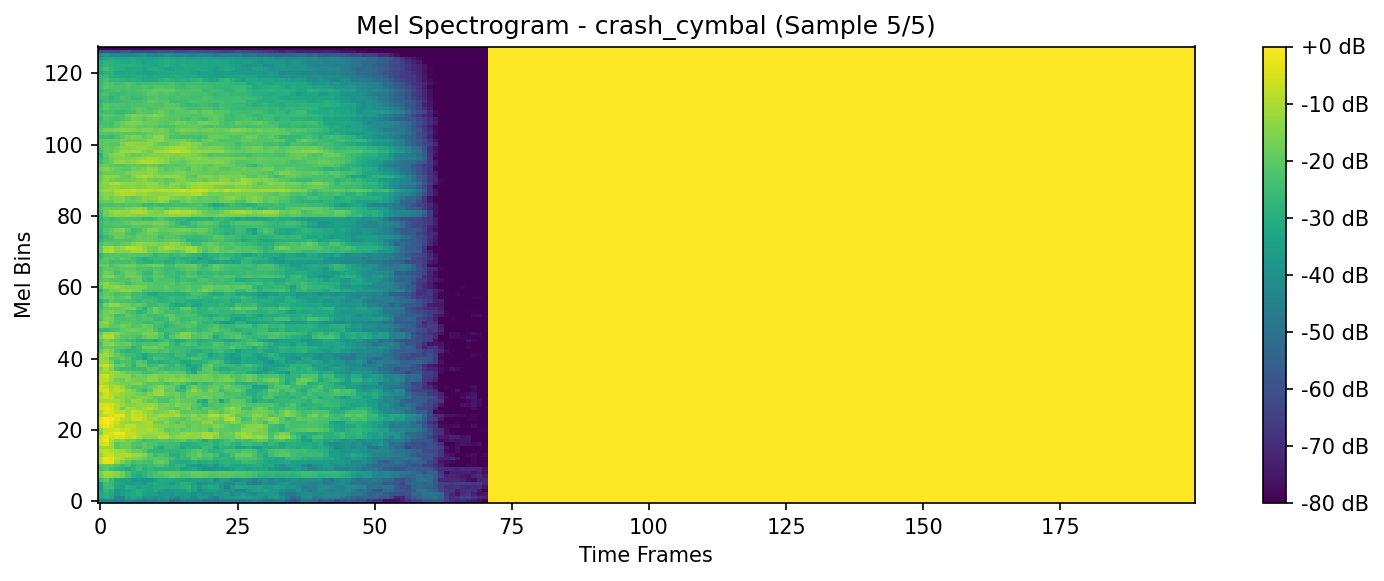 Mel Spectrogram - crash_cymbal (Sample 5/5)
Mel Bins
120
100
80
60
40
20
0
0 25 50 75 100 125 150 175
Time Frames
+0 dB
-10 dB
-20 dB
-30 dB
-40 dB
-50 dB
-60 dB
-70 dB
-80 dB